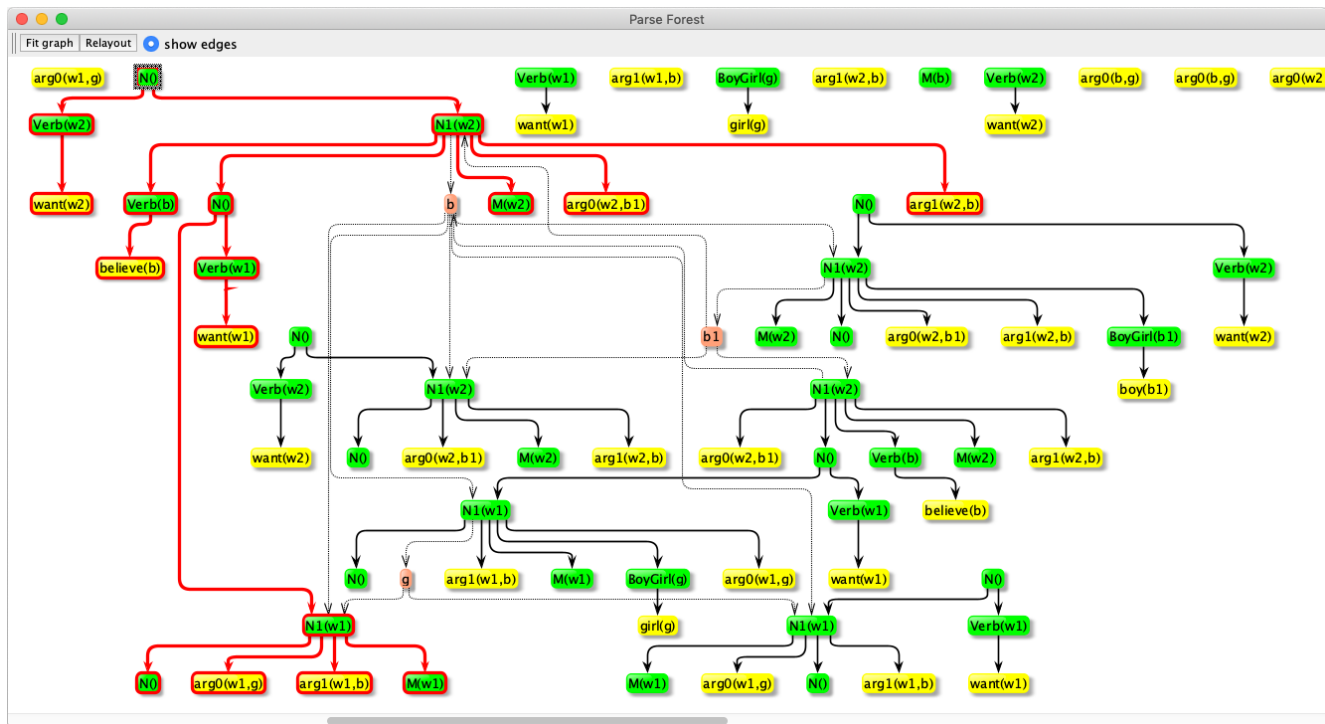 Parse Forest
Fit graph Relayout show edges
arg0(w1,g) N() Verb(w1) arg1(w1,b) BoyGirl(g) arg1(w2,b) M(b) Verb(w2) arg0(b,g) arg0(b,g) arg0(w2
Verb(w2) N1(w2) want(w1) girl(g) want(w2)
want(w2) Verb(b) N() b M(w2) arg0(w2,b1) N() arg1(w2,b)
believe(b) Verb(w1) N1(w2) Verb(w2)
want(w1) N() b1 M(w2) N() arg0(w2,b1) arg1(w2,b) BoyGirl(b1) want(w2)
Verb(w2) N1(w2) N1(w2) boy(b1)
want(w2) N() arg0(w2,b1) M(w2) arg1(w2,b) arg0(w2,b1) N() Verb(b) M(w2) arg1(w2,b)
N1(w1) Verb(w1) believe(b)
N() g arg1(w1,b) M(w1) BoyGirl(g) arg0(w1,g) want(w1) N()
N1(w1) girl(g) N1(w1) Verb(w1)
N() arg0(w1,g) arg1(w1,b) M(w1) M(w1) arg0(w1,g) N() arg1(w1,b) want(w1)